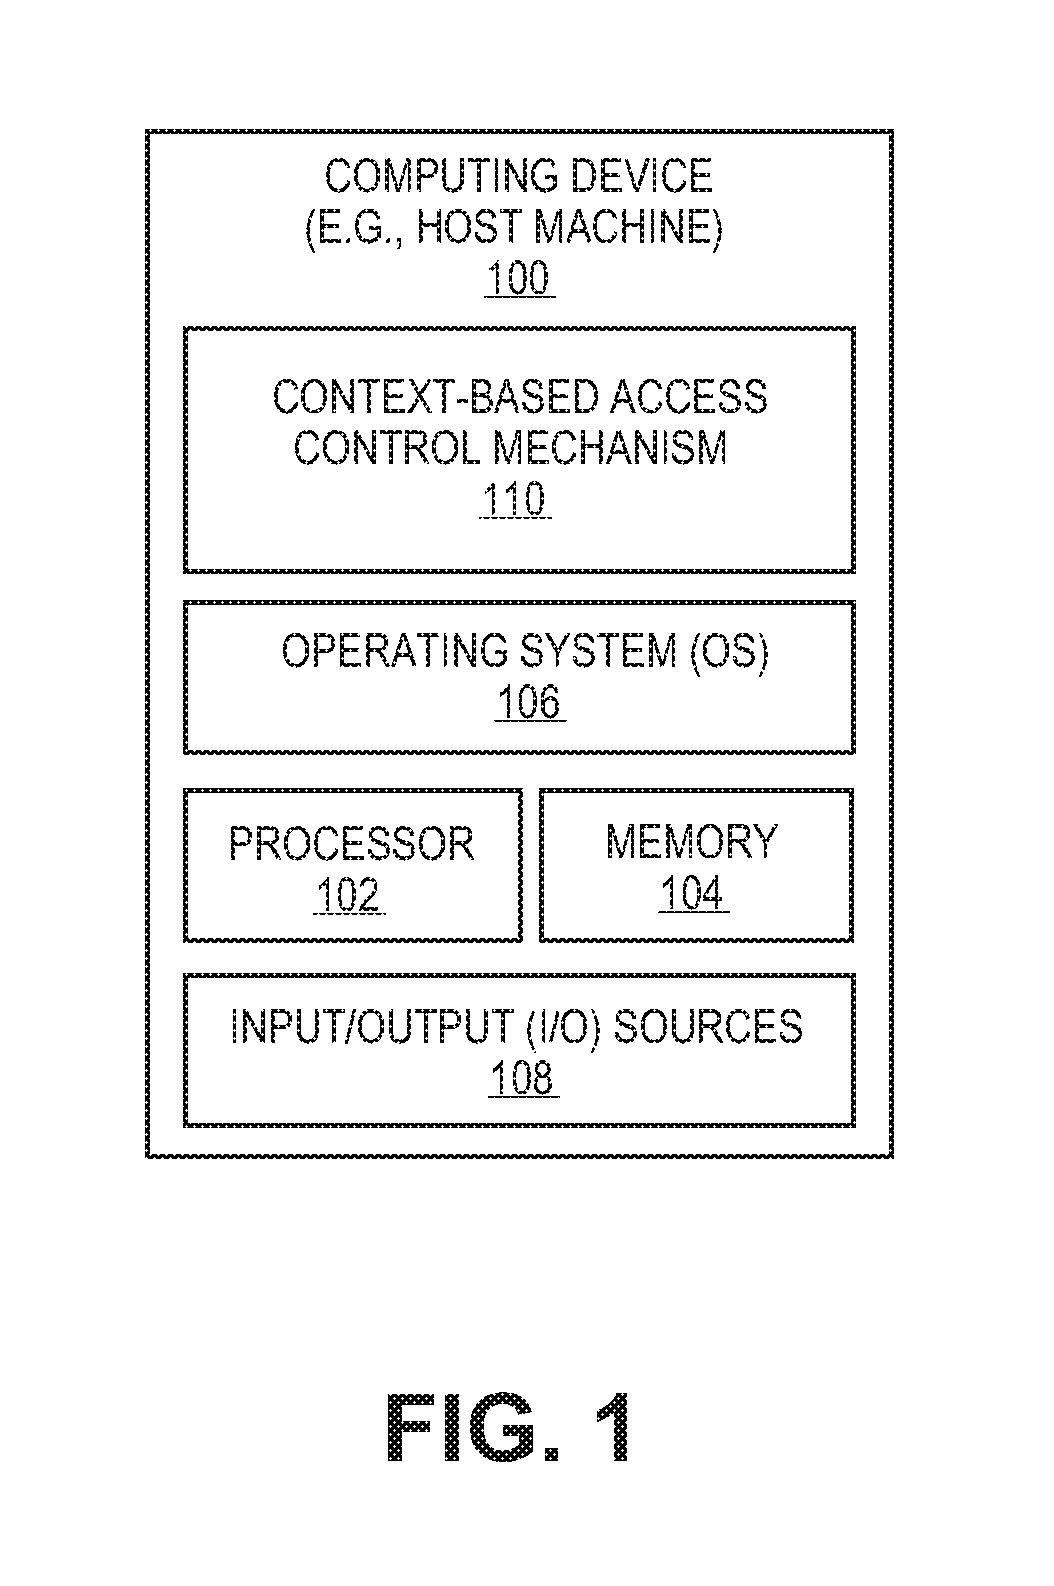 COMPUTING DEVICE
(E.G., HOST MACHINE)
100
CONTEXT-BASED ACCESS
CONTROL MECHANISM
110
OPERATING SYSTEM (OS)
106
PROCESSOR
102
MEMORY
104
INPUT/OUTPUT (I/O) SOURCES
108
FIG. 1